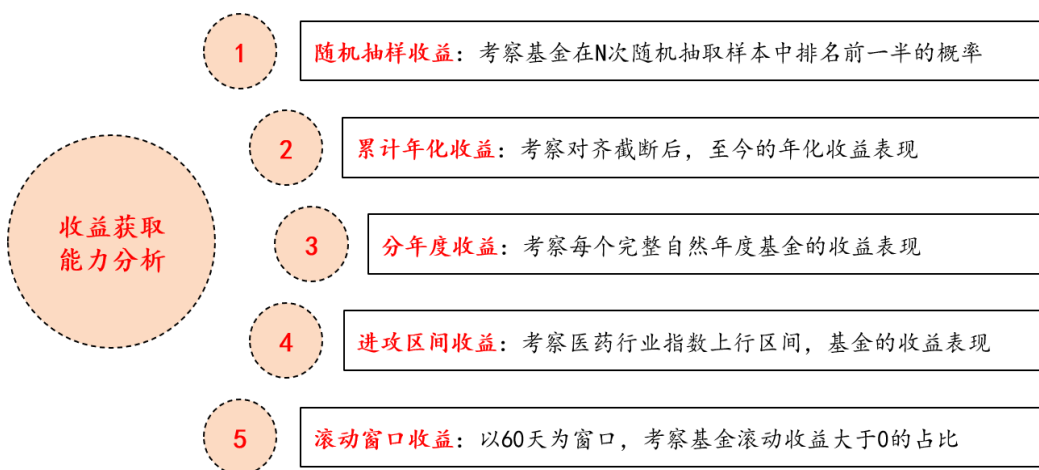 收益获取
能力分析
1
随机抽样收益：考察基金在N次随机抽取样本中排名前一半的概率
2
累计年化收益：考察对齐截断后，至今的年化收益表现
3
分年度收益：考察每个完整自然年度基金的收益表现
4
进攻区间收益：考察医药行业指数上行区间，基金的收益表现
5
滚动窗口收益：以60天为窗口，考察基金滚动收益大于0的占比